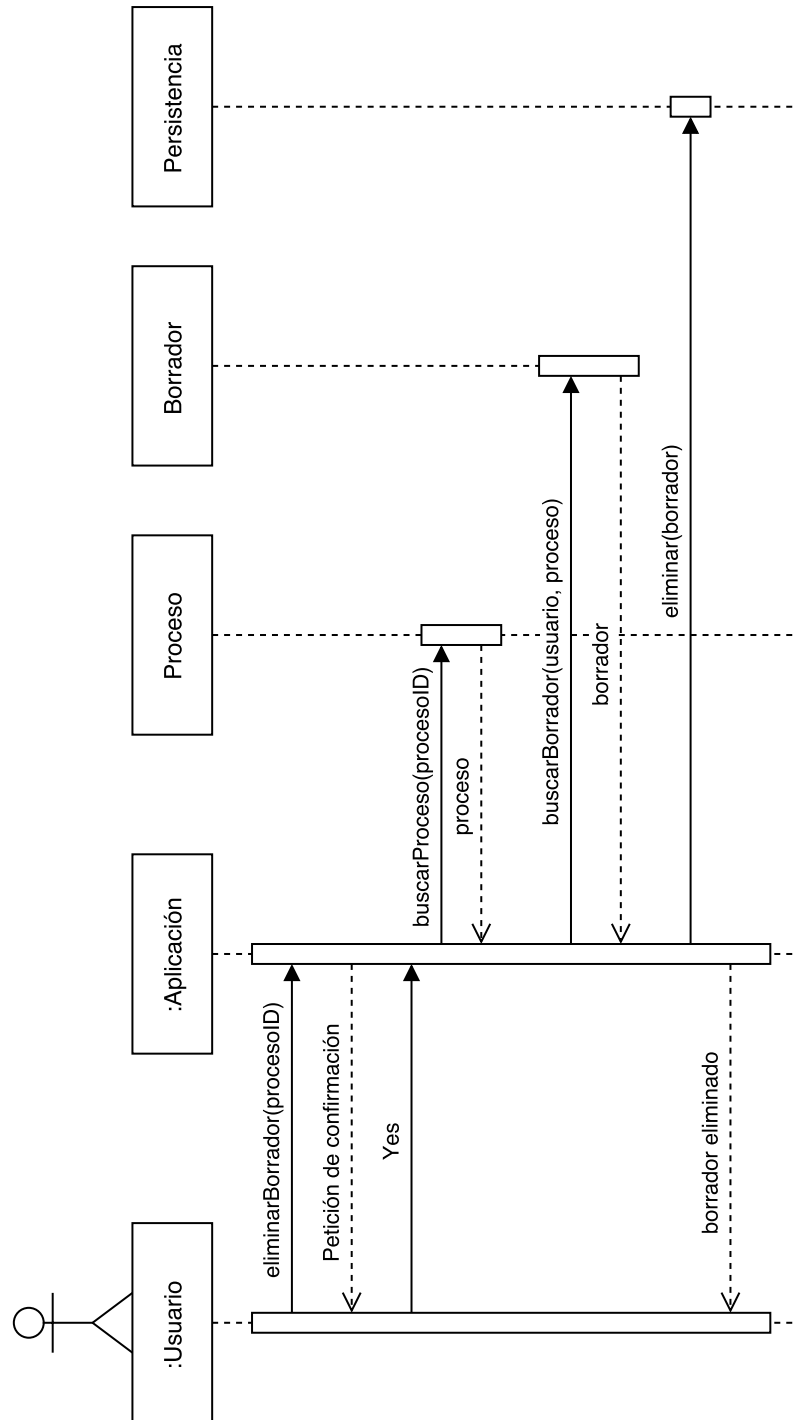 :Usuario
:Aplicación
Proceso
Borrador
Persistencia
eliminarBorrador(procesoID)
Petición de confirmación
Yes
buscarProceso(procesoID)
proceso
buscarBorrador(usuario, proceso)
borrador
eliminar(borrador)
borrador eliminado